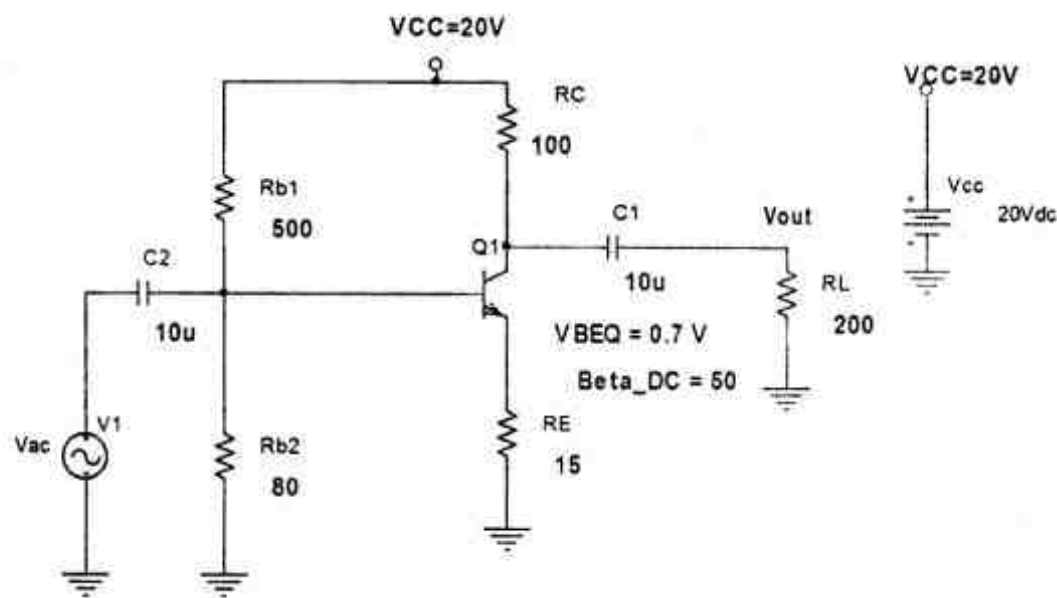 VCC=20V
RC
100
VCC=20V
Rb1
500
Vcc
20Vdc
C1
Vout
Q1
C2
10u
RL
200
10u
VBEQ = 0.7 V
Beta_DC = 50
V1
Vac
Rb2
80
RE
15